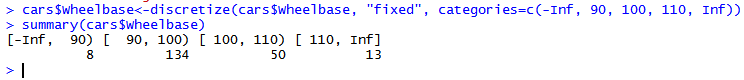 > cars$Wheelbase<-discretize(cars$Wheelbase, "fixed", categories=c(-Inf, 90, 100, 110, Inf))
> summary(cars$Wheelbase)
[-Inf,  90) [  90, 100) [ 100, 110) [ 110, Inf]
          8         134          50          13
>